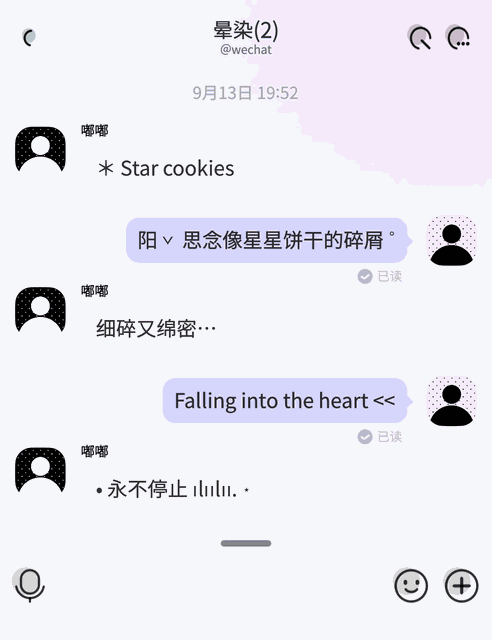 晕染(2)
@wechat
9月13日 19:52
嘟嘟
＊ Star cookies
阳 ˅ 思念像星星饼干的碎屑 °
已读
嘟嘟
细碎又绵密…
Falling into the heart <<
已读
嘟嘟
• 永不停止 ılıılıı. ⋆